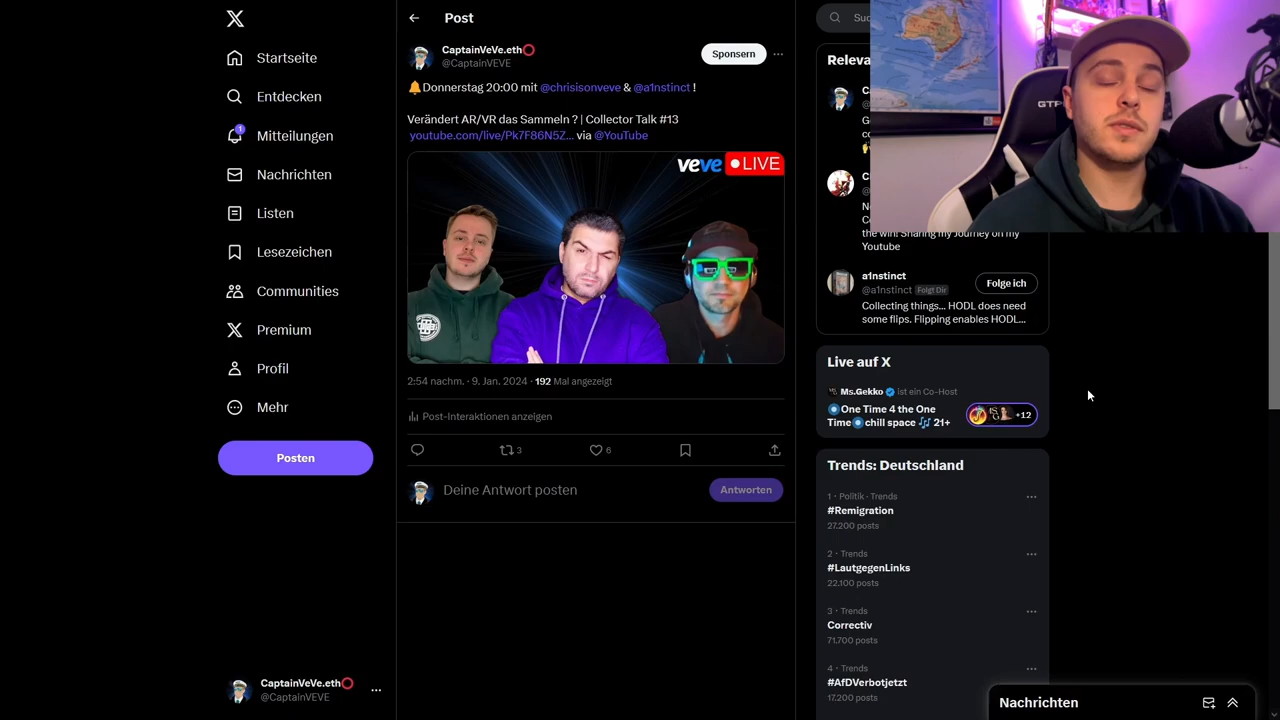 Startseite
Entdecken
1
Mitteilungen
Nachrichten
Listen
Lesezeichen
Communities
Premium
Profil
Mehr
Posten
CaptainVeVe.eth⭕
@CaptainVEVE
Post
CaptainVeVe.eth⭕
@CaptainVEVE
Sponsern
🔔Donnerstag 20:00 mit @chrisisonveve & @a1nstinct !
Verändert AR/VR das Sammeln ? | Collector Talk #13
youtube.com/live/Pk7F86N5Z... via @YouTube
veve LIVE
2:54 nachm. · 9. Jan. 2024 · 192 Mal angezeigt
Post-Interaktionen anzeigen
3
6
Deine Antwort posten
Antworten
the win! Sharing my Journey on my
Youtube
a1nstinct
@a1nstinct Folgt Dir
Folge ich
Collecting things... HODL does need
some flips. Flipping enables HODL...
Live auf X
Ms.Gekko ist ein Co-Host
🔵One Time 4 the One
Time🔵chill space 🎶 21+
+12
Trends: Deutschland
1 · Politik · Trends
#Remigration
27.200 posts
2 · Trends
#LautgegenLinks
22.100 posts
3 · Trends
Correctiv
71.700 posts
4 · Trends
#AfDVerbotjetzt
17.200 posts
Nachrichten